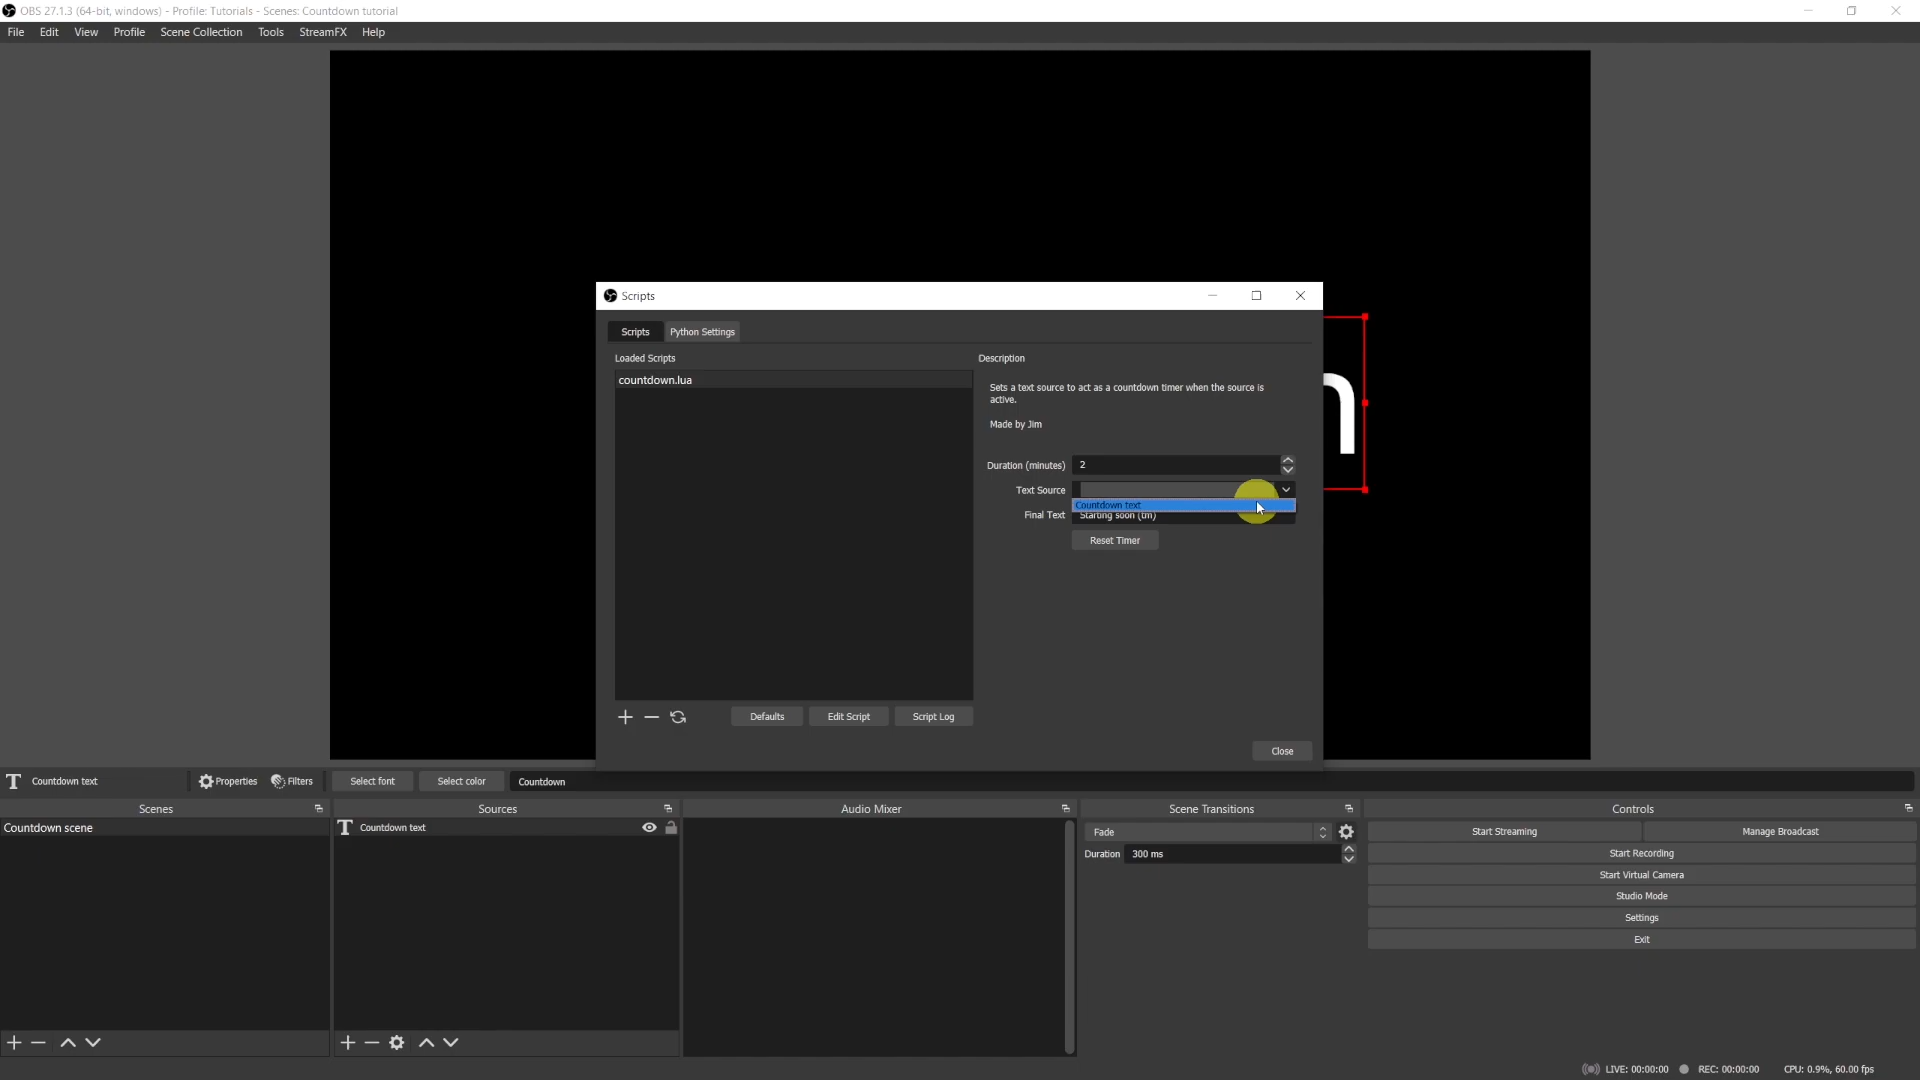 OBS 27.1.3 (64-bit, windows) - Profile: Tutorials - Scenes: Countdown tutorial
File Edit View Profile Scene Collection Tools StreamFX Help
Scripts
Scripts Python Settings
Loaded Scripts Description
countdown.lua
Sets a text source to act as a countdown timer when the source is
active.
Made by Jim
Duration (minutes) 2
Text Source
Countdown text
Final Text Starting soon (tm)
Reset Timer
n
Defaults Edit Script Script Log
Close
Countdown text Properties Filters Select font Select color Countdown
Scenes Sources Audio Mixer Scene Transitions Controls
Countdown scene
Countdown text
Fade
Duration 300 ms
Start Streaming Manage Broadcast
Start Recording
Start Virtual Camera
Studio Mode
Settings
Exit
LIVE: 00:00:00 REC: 00:00:00 CPU: 0.9%, 60.00 fps